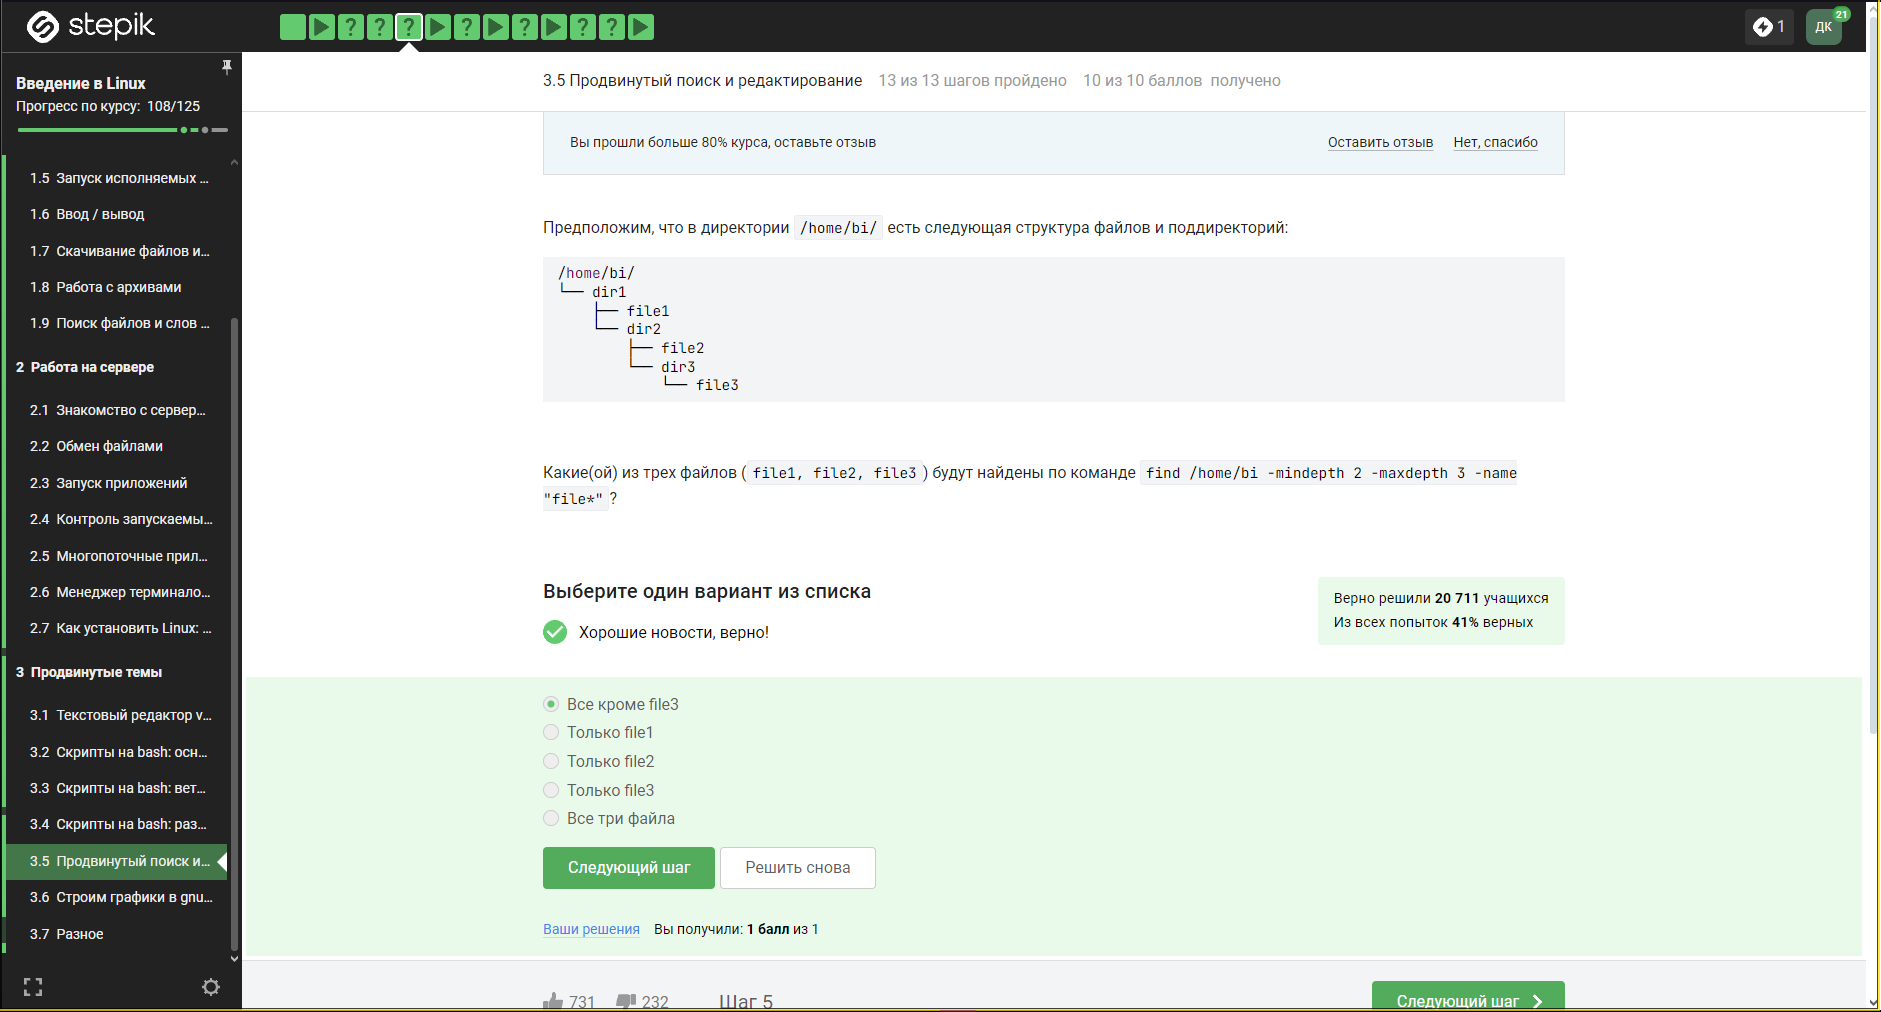 stepik
1
ДК
21
Введение в Linux
Прогресс по курсу: 108/125
1.5 Запуск исполняемых ...
1.6 Ввод / вывод
1.7 Скачивание файлов и...
1.8 Работа с архивами
1.9 Поиск файлов и слов ...
2 Работа на сервере
2.1 Знакомство с сервер...
2.2 Обмен файлами
2.3 Запуск приложений
2.4 Контроль запускаемы...
2.5 Многопоточные прил...
2.6 Менеджер терминало...
2.7 Как установить Linux: ...
3 Продвинутые темы
3.1 Текстовый редактор v...
3.2 Скрипты на bash: осн...
3.3 Скрипты на bash: вет...
3.4 Скрипты на bash: раз...
3.5 Продвинутый поиск и...
3.6 Строим графики в gnu...
3.7 Разное
3.5 Продвинутый поиск и редактирование 13 из 13 шагов пройдено 10 из 10 баллов получено
Вы прошли больше 80% курса, оставьте отзыв Оставить отзыв Нет, спасибо
Предположим, что в директории /home/bi/ есть следующая структура файлов и поддиректорий:
/home/bi/
└── dir1
    ├── file1
    └── dir2
        ├── file2
        └── dir3
            └── file3
Какие(ой) из трех файлов ( file1, file2, file3 ) будут найдены по команде find /home/bi -mindepth 2 -maxdepth 3 -name
"file*" ?
Выберите один вариант из списка
Хорошие новости, верно!
Верно решили 20 711 учащихся
Из всех попыток 41% верных
Все кроме file3
Только file1
Только file2
Только file3
Все три файла
Следующий шаг Решить снова
Ваши решения Вы получили: 1 балл из 1
731 232 Шаг 5 Следующий шаг